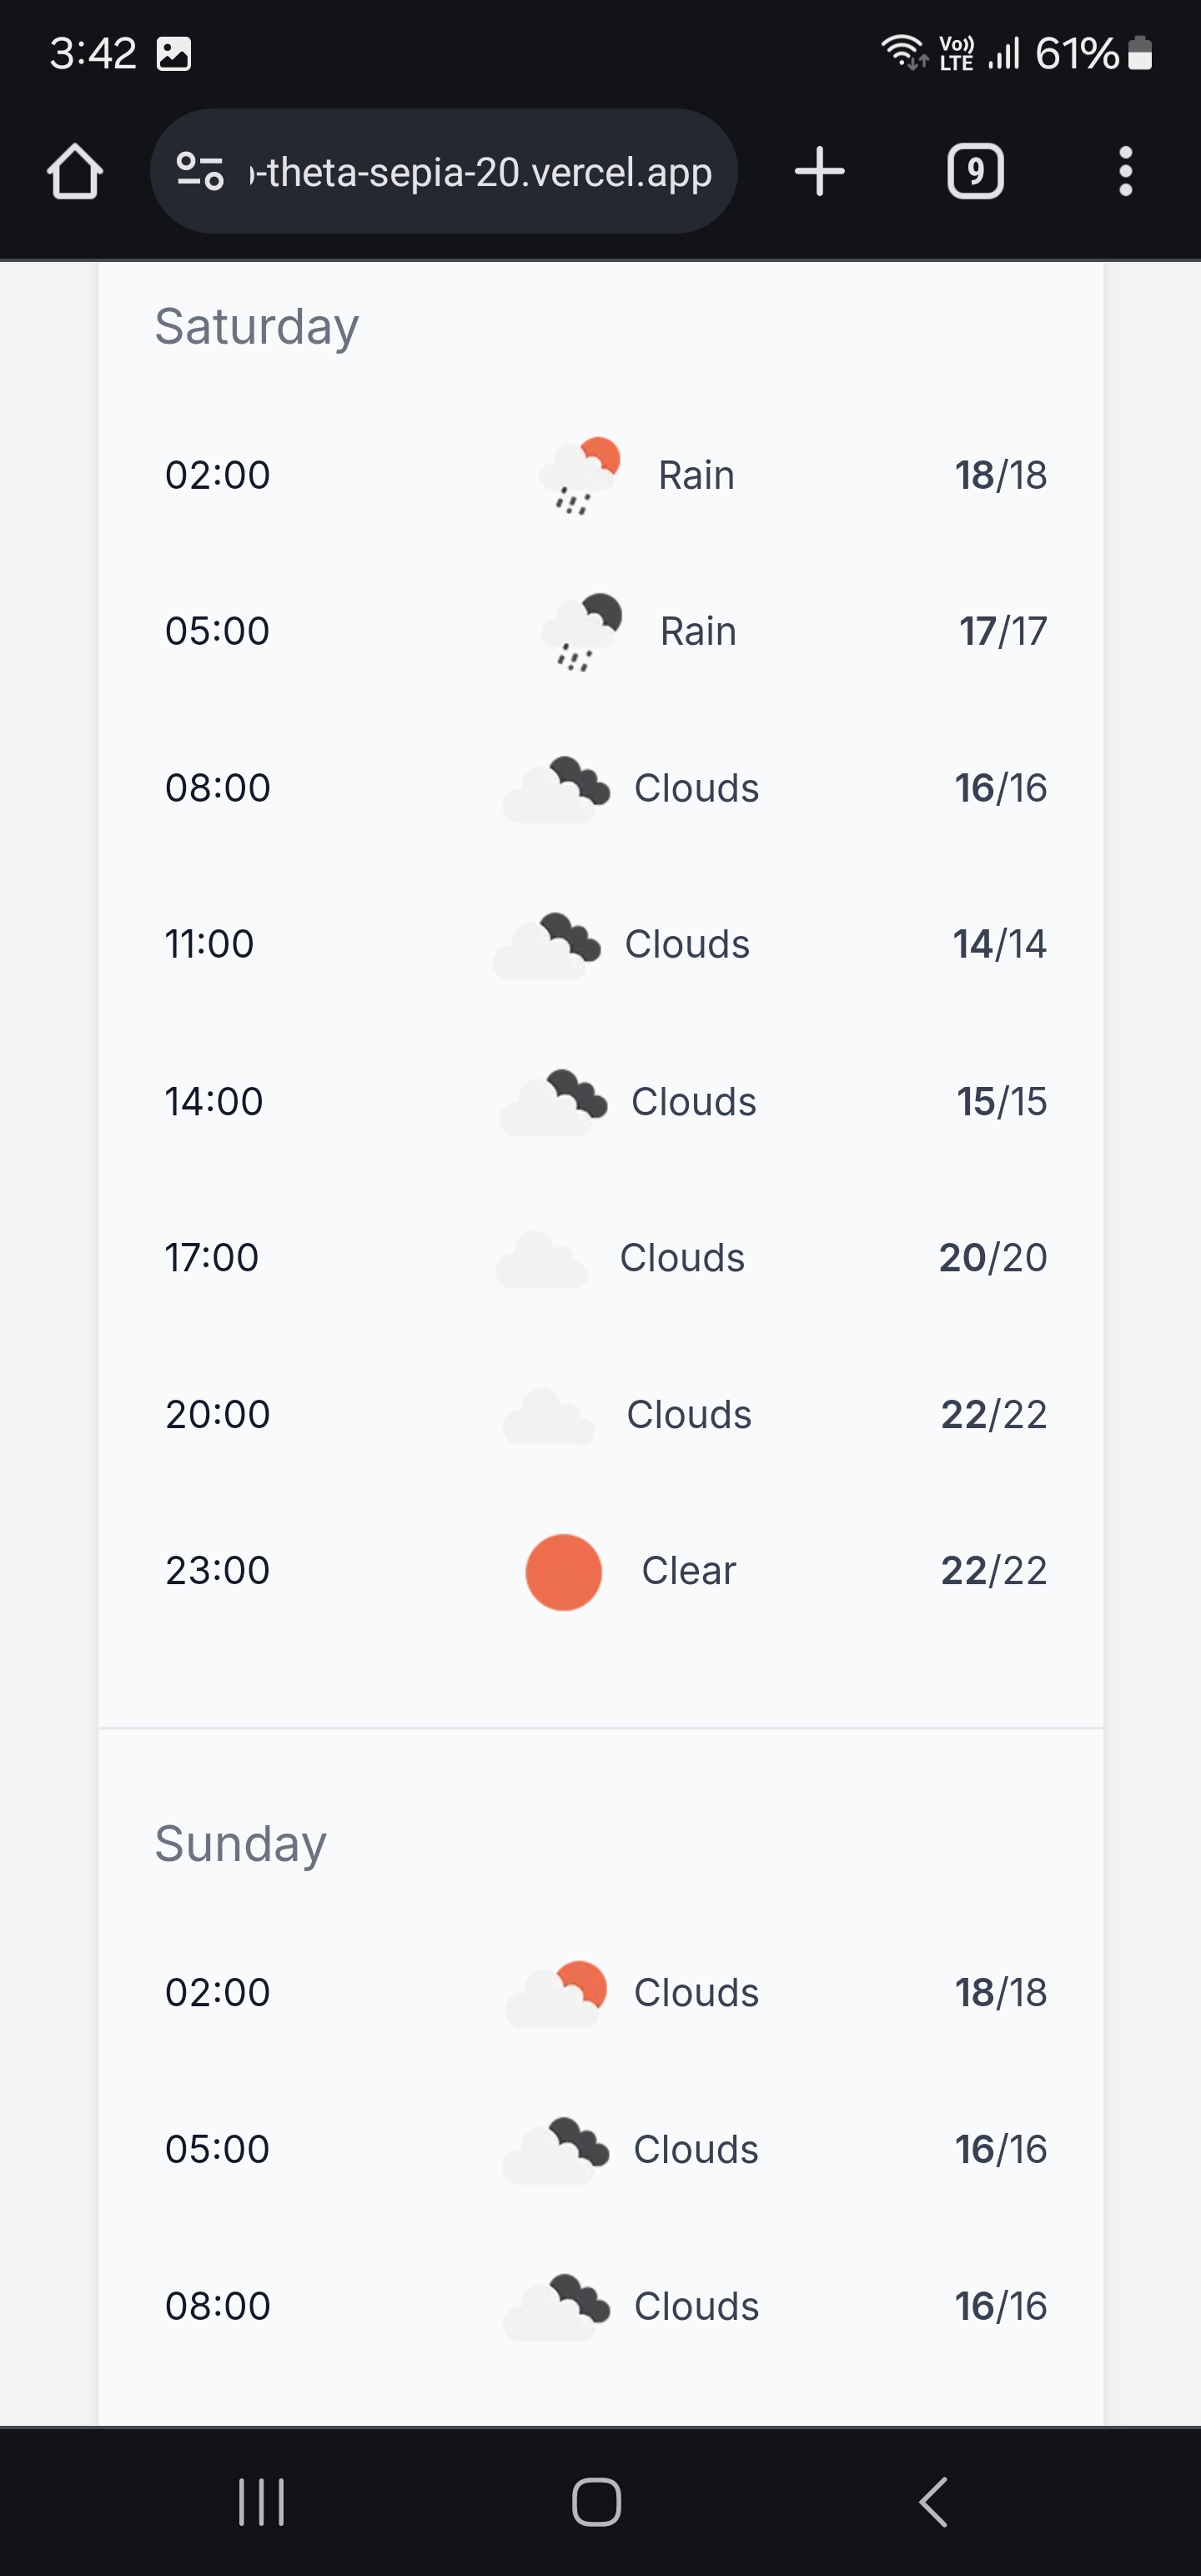 3:42 Vo)) LTE 61%
-theta-sepia-20.vercel.app 9
Saturday
02:00 Rain 18/18
05:00 Rain 17/17
08:00 Clouds 16/16
11:00 Clouds 14/14
14:00 Clouds 15/15
17:00 Clouds 20/20
20:00 Clouds 22/22
23:00 Clear 22/22
Sunday
02:00 Clouds 18/18
05:00 Clouds 16/16
08:00 Clouds 16/16